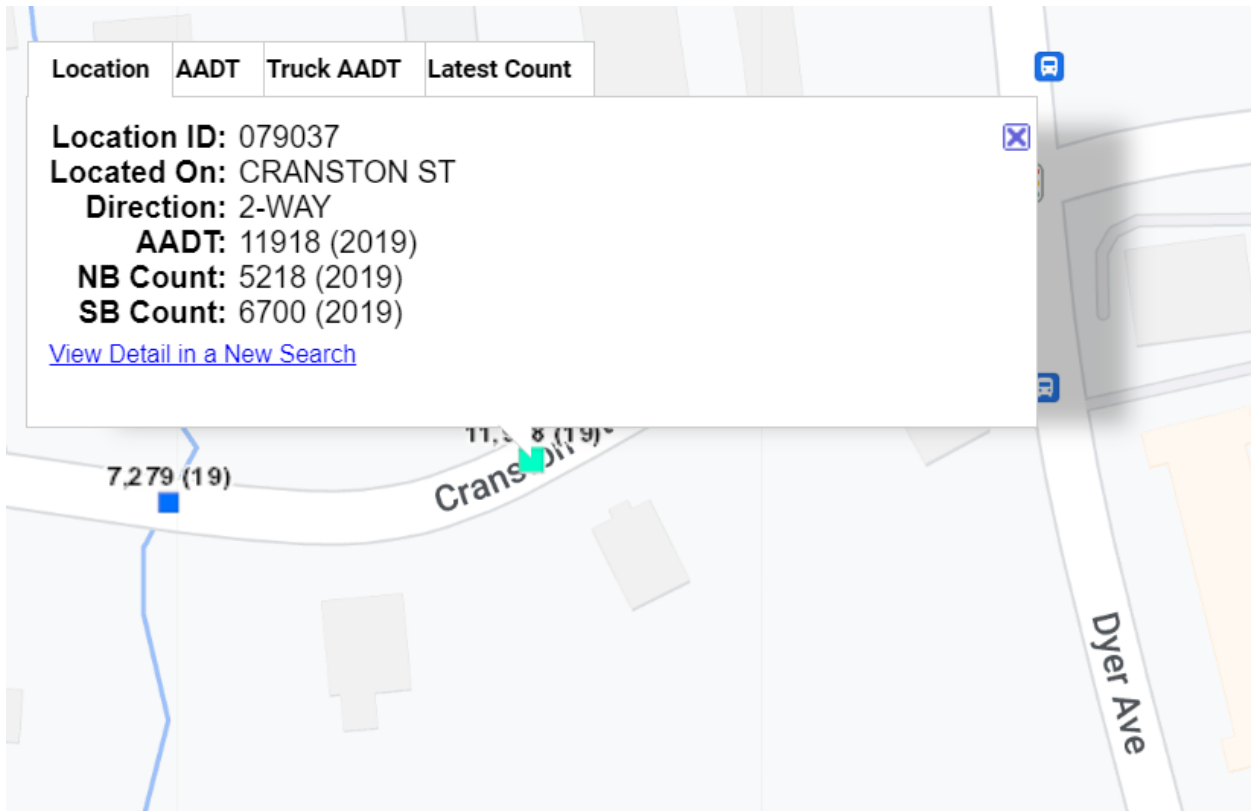 Location AADT Truck AADT Latest Count
Location ID: 079037
Located On: CRANSTON ST
Direction: 2-WAY
AADT: 11918 (2019)
NB Count: 5218 (2019)
SB Count: 6700 (2019)
View Detail in a New Search
(19)
7,279 (19)
Dyer Ave